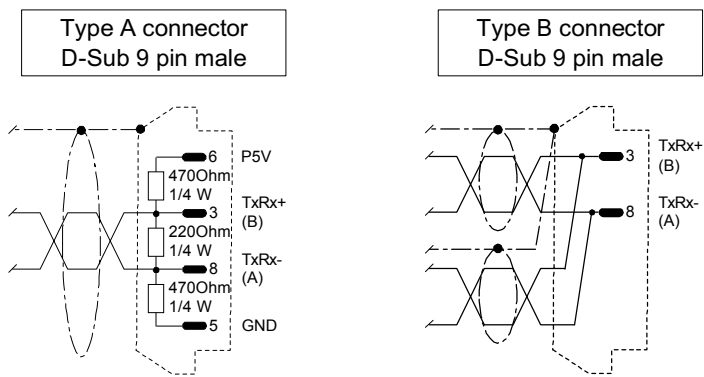 Type A connector
D-Sub 9 pin male
6 P5V
470Ohm
1/4 W
3 TxRx+
(B)
220Ohm
1/4 W
8 TxRx-
(A)
470Ohm
1/4 W
5 GND
Type B connector
D-Sub 9 pin male
3 TxRx+
(B)
8 TxRx-
(A)